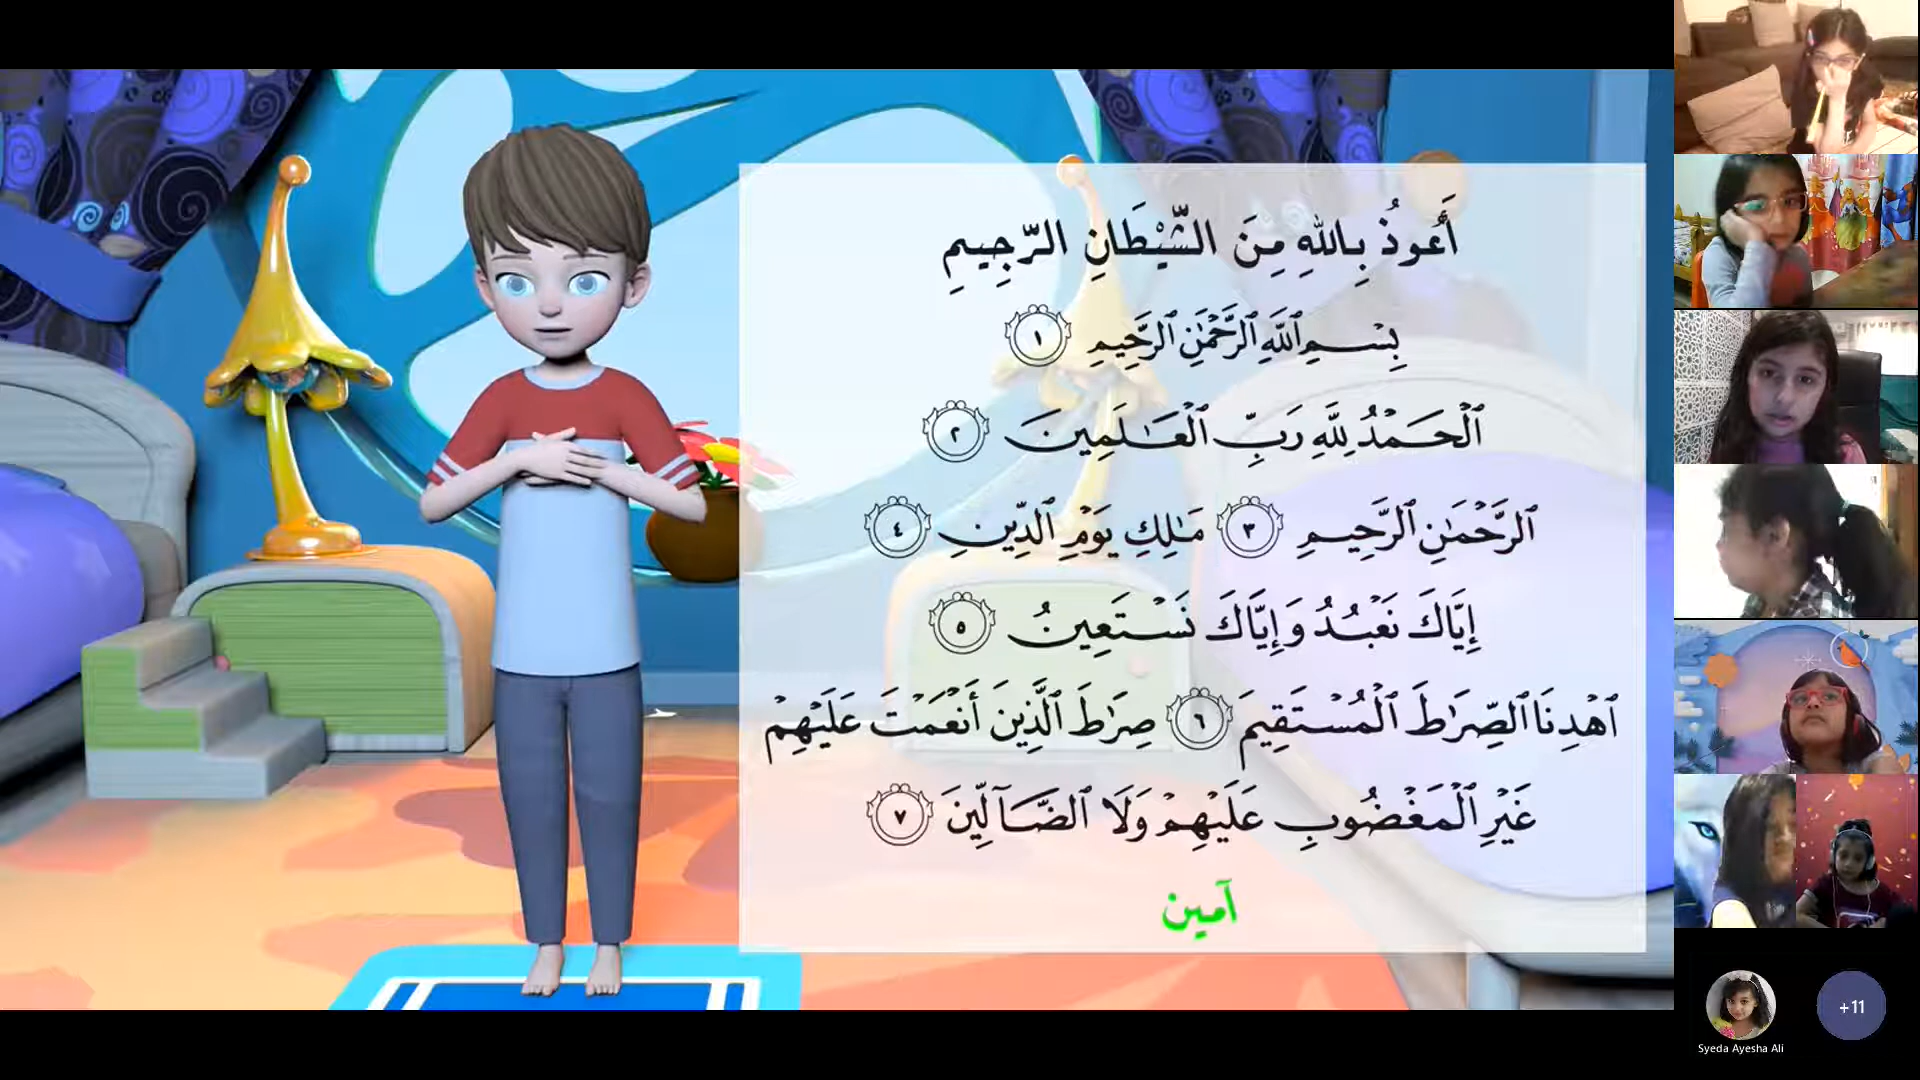 أَعُوذُ بِاللهِ مِنَ الشَّيْطَانِ الرَّجِيمِ
بِسْمِ ٱللَّهِ ٱلرَّحْمَٰنِ ٱلرَّحِيمِ ١
ٱلْحَمْدُ لِلَّهِ رَبِّ ٱلْعَٰلَمِينَ ٢
ٱلرَّحْمَٰنِ ٱلرَّحِيمِ ٣ مَٰلِكِ يَوْمِ ٱلدِّينِ ٤
إِيَّاكَ نَعْبُدُ وَإِيَّاكَ نَسْتَعِينُ ٥
ٱهْدِنَا ٱلصِّرَٰطَ ٱلْمُسْتَقِيمَ ٦ صِرَٰطَ ٱلَّذِينَ أَنْعَمْتَ عَلَيْهِمْ
غَيْرِ ٱلْمَغْضُوبِ عَلَيْهِمْ وَلَا ٱلضَّآلِّينَ ٧
آمين
+11
Syeda Ayesha Ali